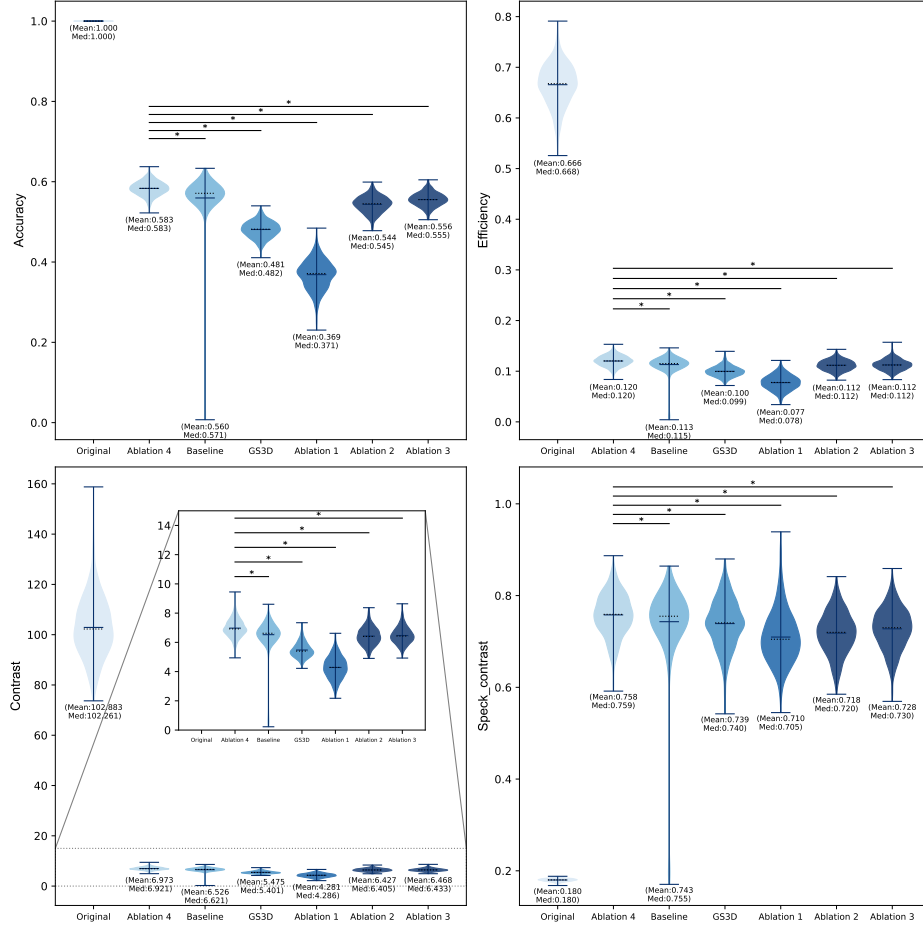 1.0
0.8
0.6
0.4
0.2
0.0
Accuracy
(Mean:1.000
Med:1.000)
*
*
*
*
*
(Mean:0.583
Med:0.583)
(Mean:0.560
Med:0.571)
(Mean:0.481
Med:0.482)
(Mean:0.369
Med:0.371)
(Mean:0.544
Med:0.545)
(Mean:0.556
Med:0.555)
Original Ablation 4 Baseline GS3D Ablation 1 Ablation 2 Ablation 3
0.8
0.7
0.6
0.5
0.4
0.3
0.2
0.1
0.0
Efficiency
(Mean:0.666
Med:0.668)
*
*
*
*
*
(Mean:0.120
Med:0.120)
(Mean:0.113
Med:0.115)
(Mean:0.100
Med:0.099)
(Mean:0.077
Med:0.078)
(Mean:0.112
Med:0.112)
(Mean:0.112
Med:0.112)
Original Ablation 4 Baseline GS3D Ablation 1 Ablation 2 Ablation 3
160
140
120
100
80
60
40
20
0
Contrast
(Mean:102.883
Med:102.261)
14
12
10
8
6
4
2
0
*
*
*
*
*
Original Ablation 4 Baseline GS3D Ablation 1 Ablation 2 Ablation 3
(Mean:6.973
Med:6.921)
(Mean:6.526
Med:6.621)
(Mean:5.475
Med:5.401)
(Mean:4.281
Med:4.286)
(Mean:6.427
Med:6.405)
(Mean:6.468
Med:6.433)
Original Ablation 4 Baseline GS3D Ablation 1 Ablation 2 Ablation 3
1.0
0.8
0.6
0.4
0.2
Speck_contrast
*
*
*
*
*
(Mean:0.180
Med:0.180)
(Mean:0.758
Med:0.759)
(Mean:0.743
Med:0.755)
(Mean:0.739
Med:0.740)
(Mean:0.710
Med:0.705)
(Mean:0.718
Med:0.720)
(Mean:0.728
Med:0.730)
Original Ablation 4 Baseline GS3D Ablation 1 Ablation 2 Ablation 3